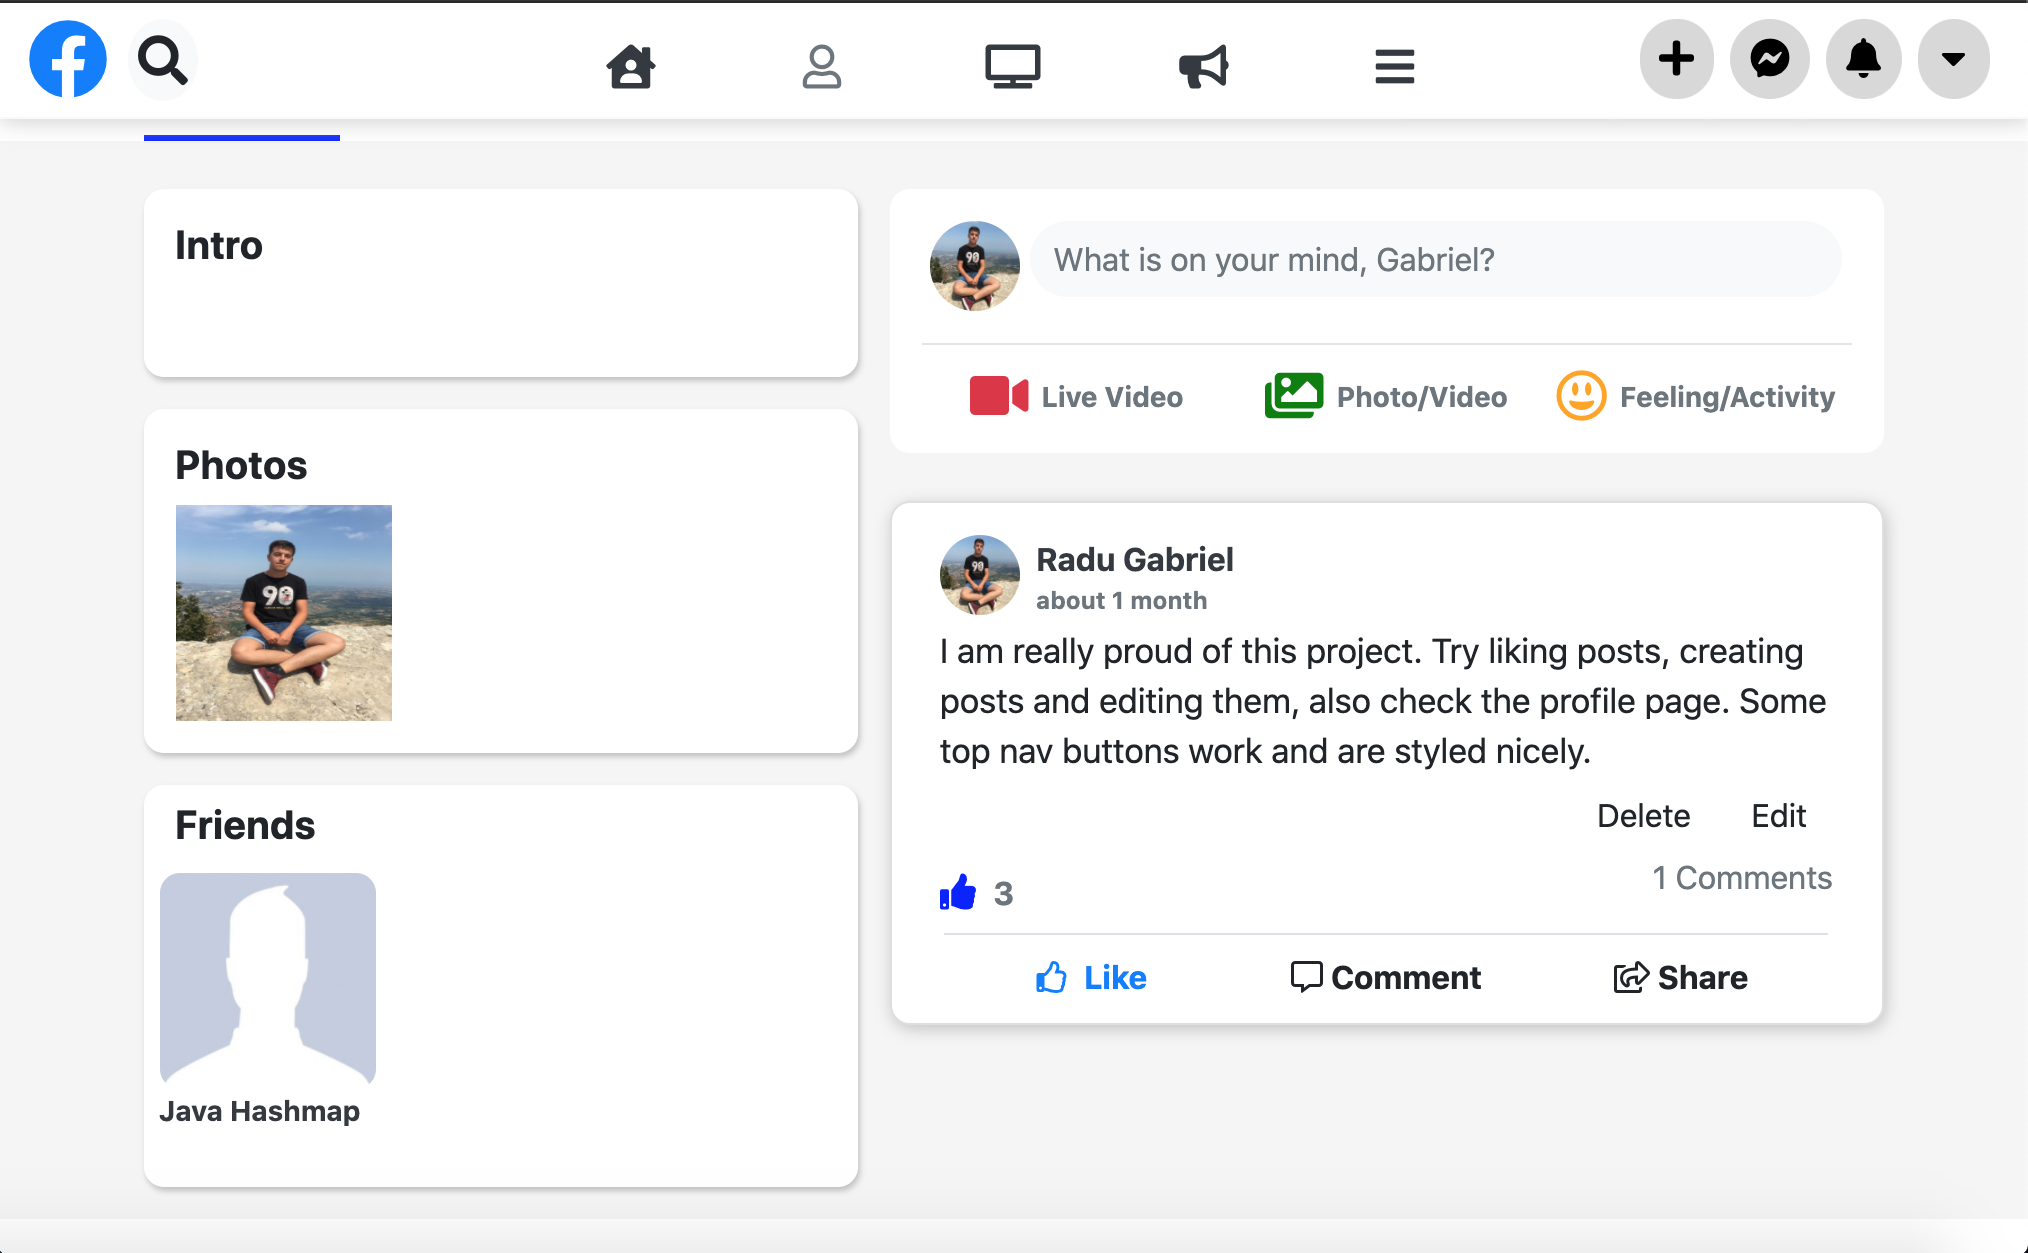 Intro
Photos
90
Friends
Java Hashmap
What is on your mind, Gabriel?
Live Video
Photo/Video
Feeling/Activity
Radu Gabriel
about 1 month
I am really proud of this project. Try liking posts, creating
posts and editing them, also check the profile page. Some
top nav buttons work and are styled nicely.
Delete
Edit
3
1 Comments
Like
Comment
Share